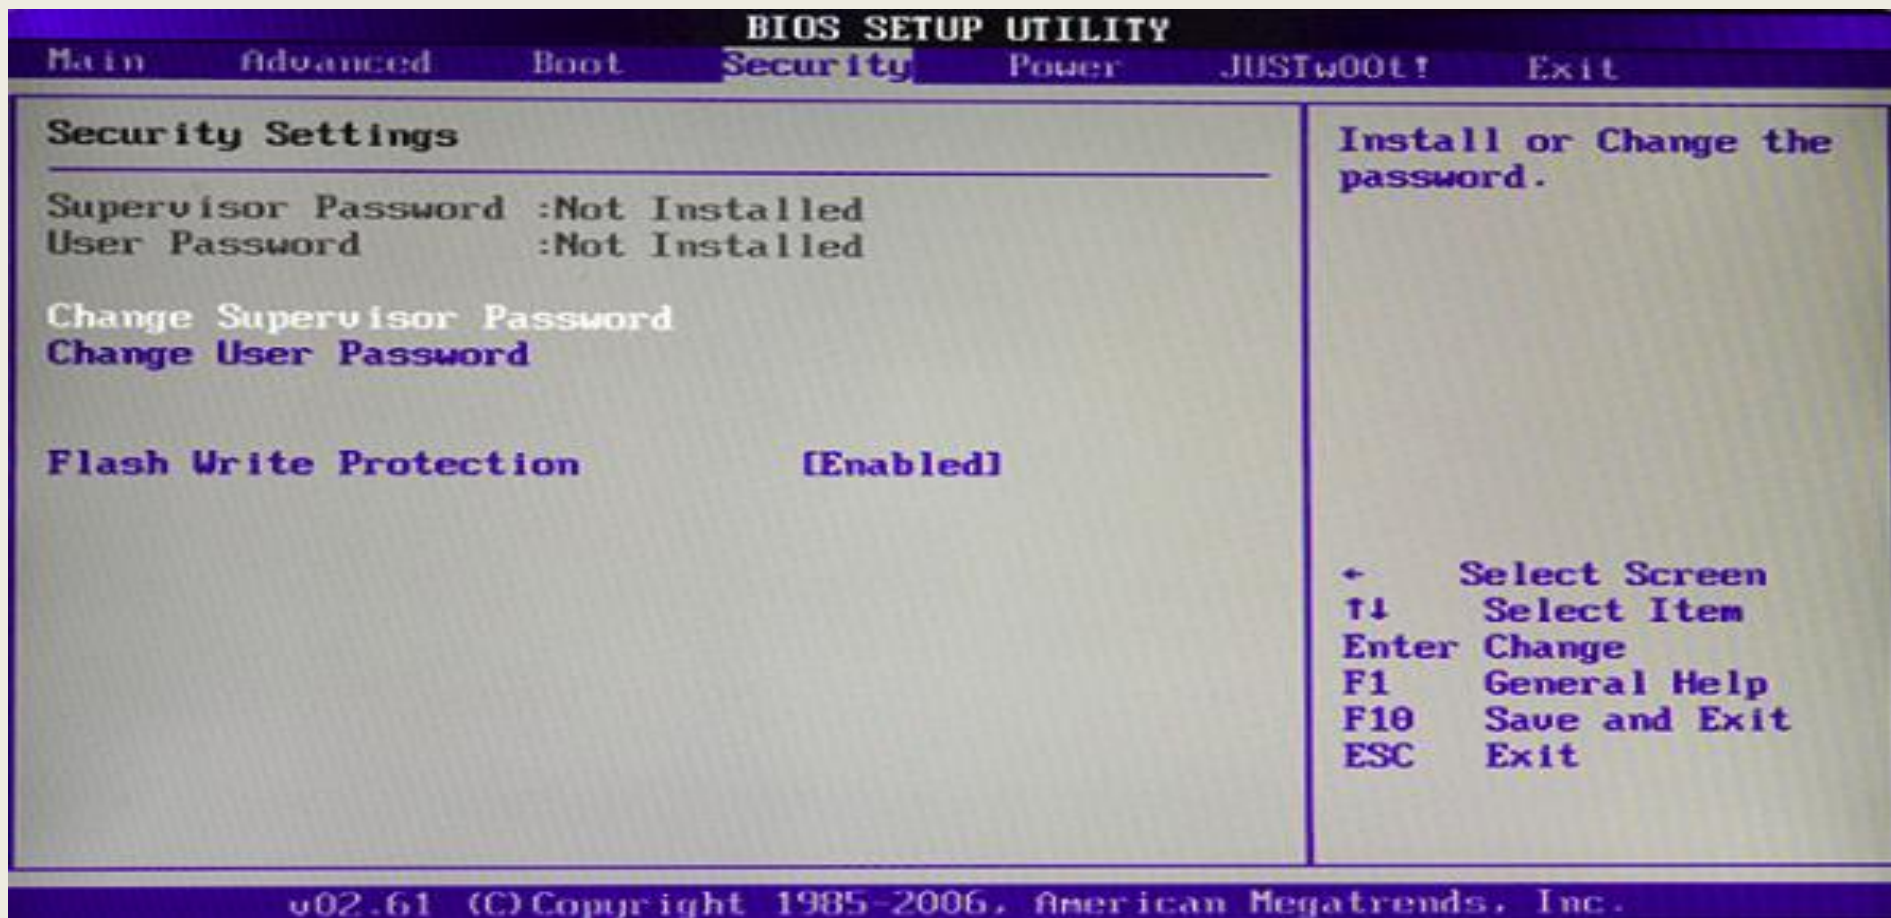 BIOS SETUP UTILITY
Main Advanced Boot Security Power JUSTw00t! Exit
Security Settings
Supervisor Password :Not Installed
User Password :Not Installed
Change Supervisor Password
Change User Password
Flash Write Protection [Enabled]
Install or Change the
password.
← Select Screen
↑↓ Select Item
Enter Change
F1 General Help
F10 Save and Exit
ESC Exit
v02.61 (C)Copyright 1985-2006, American Megatrends, Inc.